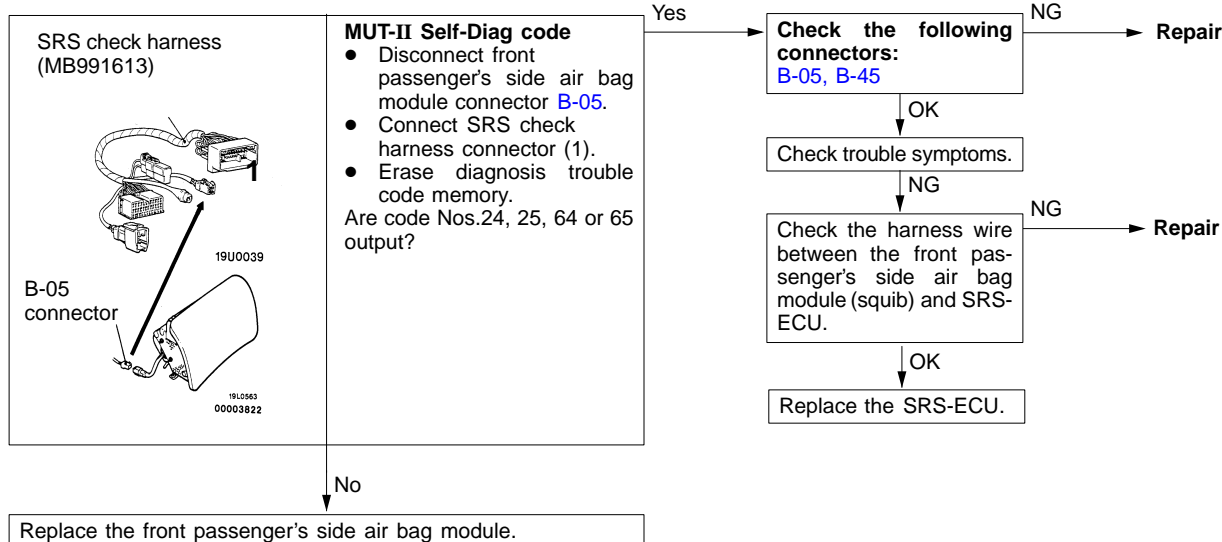 SRS check harness
(MB991613)
19U0039
B-05
connector
19L0563
00003822
MUT-II Self-Diag code
● Disconnect front
passenger's side air bag
module connector B-05.
● Connect SRS check
harness connector (1).
● Erase diagnosis trouble
code memory.
Are code Nos.24, 25, 64 or 65
output?
Yes
Check the following
connectors:
B-05, B-45
NG
Repair
OK
Check trouble symptoms.
NG
Check the harness wire
between the front pas-
senger's side air bag
module (squib) and SRS-
ECU.
NG
Repair
OK
Replace the SRS-ECU.
No
Replace the front passenger's side air bag module.